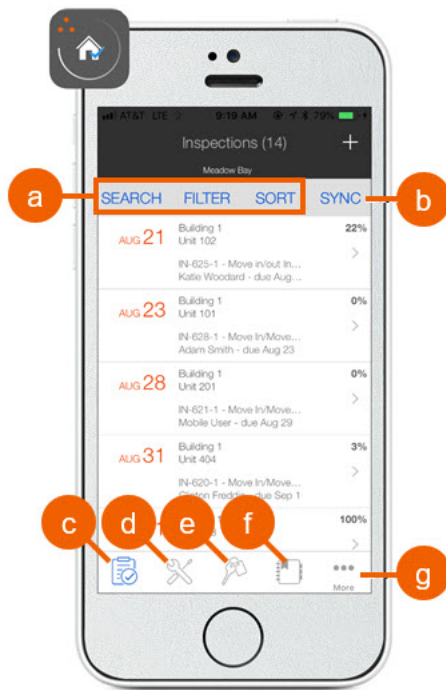 AT&T LTE 9:19 AM 79%
Inspections (14) +
Meadow Bay
a
SEARCH FILTER SORT SYNC
b
AUG 21
Building 1
Unit 102
22%
IN-625-1 - Move in/out In...
Katie Woodard - due Aug...
AUG 23
Building 1
Unit 101
0%
IN-628-1 - Move In/Move...
Adam Smith - due Aug 23
AUG 28
Building 1
Unit 201
0%
IN-621-1 - Move In/Move...
Mobile User - due Aug 29
AUG 31
Building 1
Unit 404
3%
IN-620-1 - Move In/Move...
Clinton Freddie - due Sep 1
100%
c d e f g
More